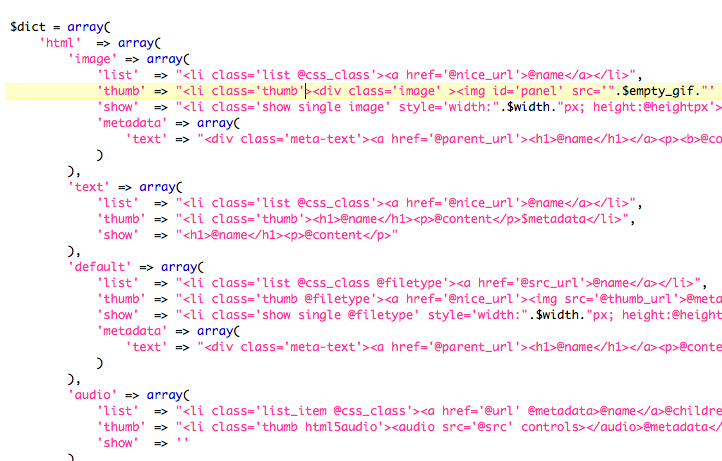 $dict = array(
    'html'  => array(
        'image' => array(
            'list'  => "<li class='list @css_class'><a href='@nice_url'>@name</a></li>",
            'thumb' => "<li class='thumb'><div class='image' ><img id='panel' src='".$empty_gif."'
            'show'  => "<li class='show single image' style='width:".$width."px; height:@heightpx'>
            'metadata' => array(
                'text' => "<div class='meta-text'><a href='@parent_url'><h1>@name</h1></a><p><b>@co
            )
        ),
        'text' => array(
            'list'  => "<li class='list @css_class'><a href='@nice_url'>@name</a></li>",
            'thumb' => "<li class='thumb'><h1>@name</h1><p>@content</p>$metadata</li>",
            'show'  => "<h1>@name</h1><p>@content</p>"
        ),
        'default' => array(
            'list'  => "<li class='list @css_class @filetype'><a href='@src_url'>@name</a></li>",
            'thumb' => "<li class='thumb @filetype'><a href='@nice_url'><img src='@thumb_url'>@meta
            'show'  => "<li class='show single @filetype' style='width:".$width."px; height:@height
            'metadata' => array(
                'text' => "<div class='meta-text'><a href='@parent_url'><h1>@name</h1></a><p>@conte
            )
        ),
        'audio' => array(
            'list'  => "<li class='list_item @css_class'><a href='@url' @metadata>@name</a>@childre
            'thumb' => "<li class='thumb html5audio'><audio src='@src' controls></audio>@metadata</
            'show'  => ''
        )